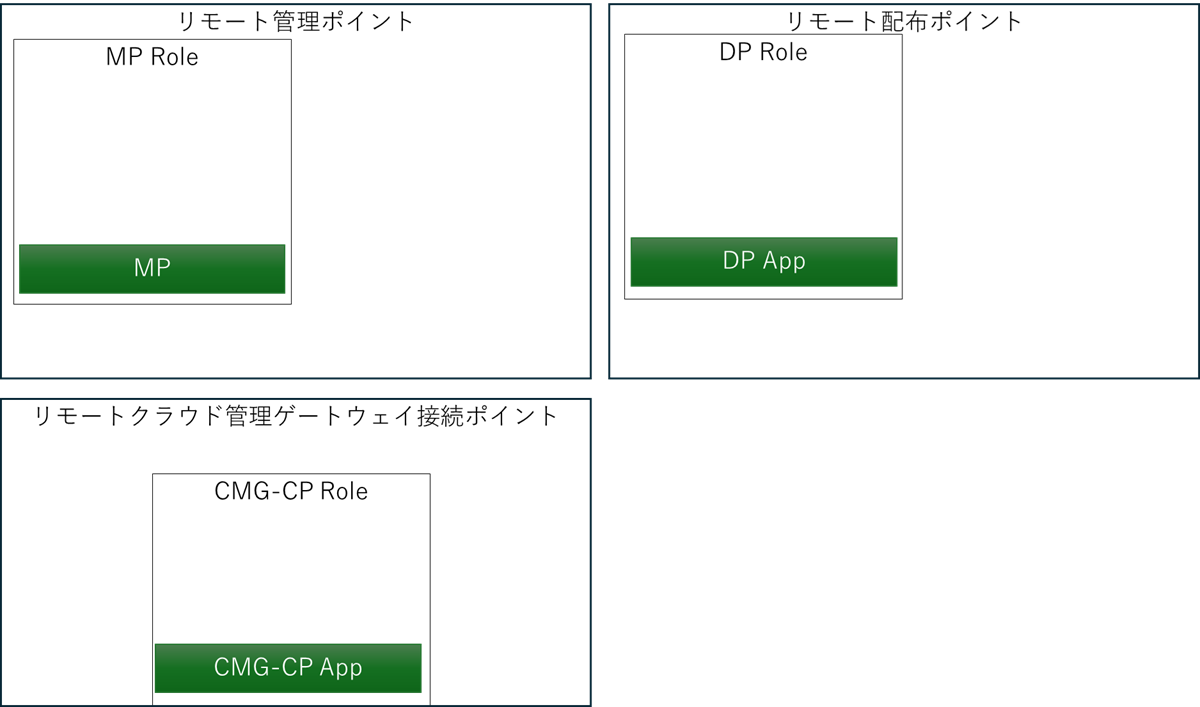 リモート管理ポイント
MP Role
MP
リモート配布ポイント
DP Role
DP App
リモートクラウド管理ゲートウェイ接続ポイント
CMG-CP Role
CMG-CP App